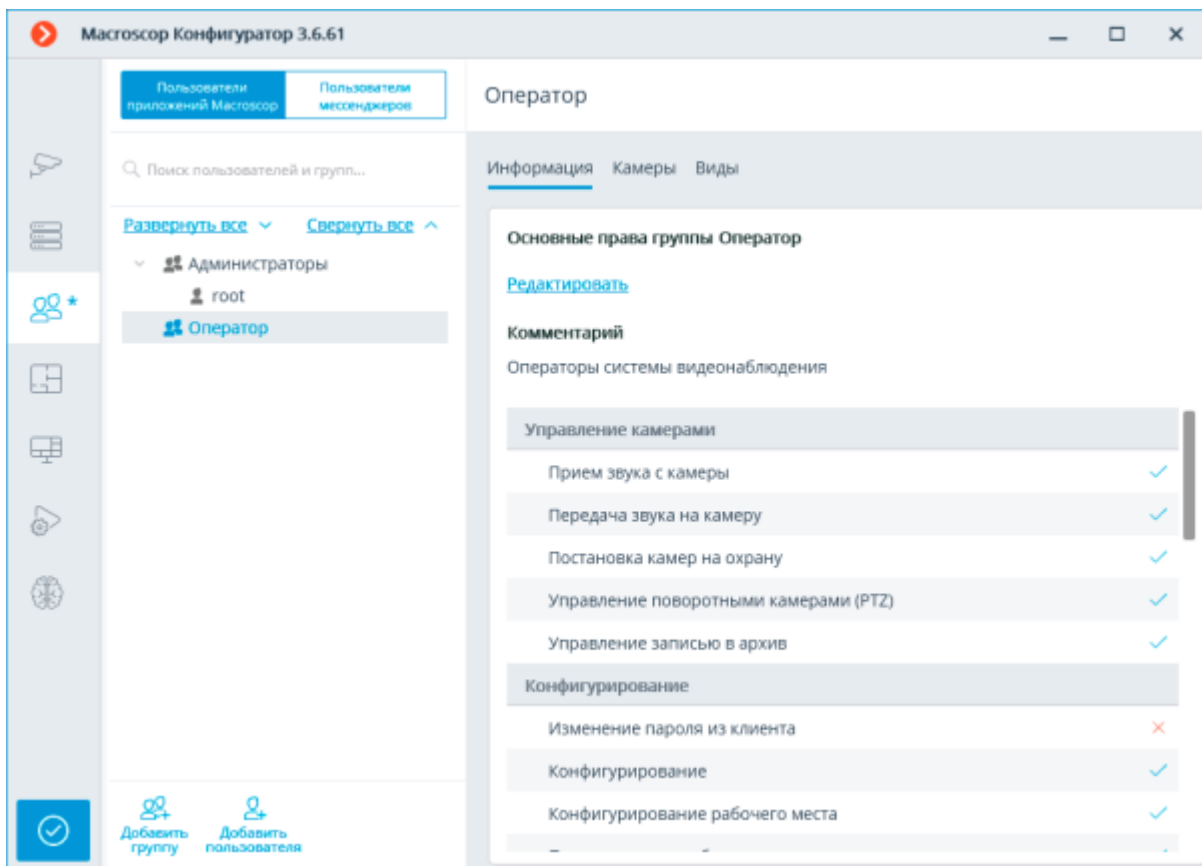 Macroscop Конфигуратор 3.6.61
Пользователи
приложений Macroscop
Пользователи
мессенджеров
Поиск пользователей и групп...
Развернуть все
Свернуть все
Администраторы
root
Оператор
Добавить
группу
Добавить
пользователя
Оператор
Информация Камеры Виды
Основные права группы Оператор
Редактировать
Комментарий
Операторы системы видеонаблюдения
Управление камерами
Прием звука с камеры
Передача звука на камеру
Постановка камер на охрану
Управление поворотными камерами (PTZ)
Управление записью в архив
Конфигурирование
Изменение пароля из клиента
Конфигурирование
Конфигурирование рабочего места